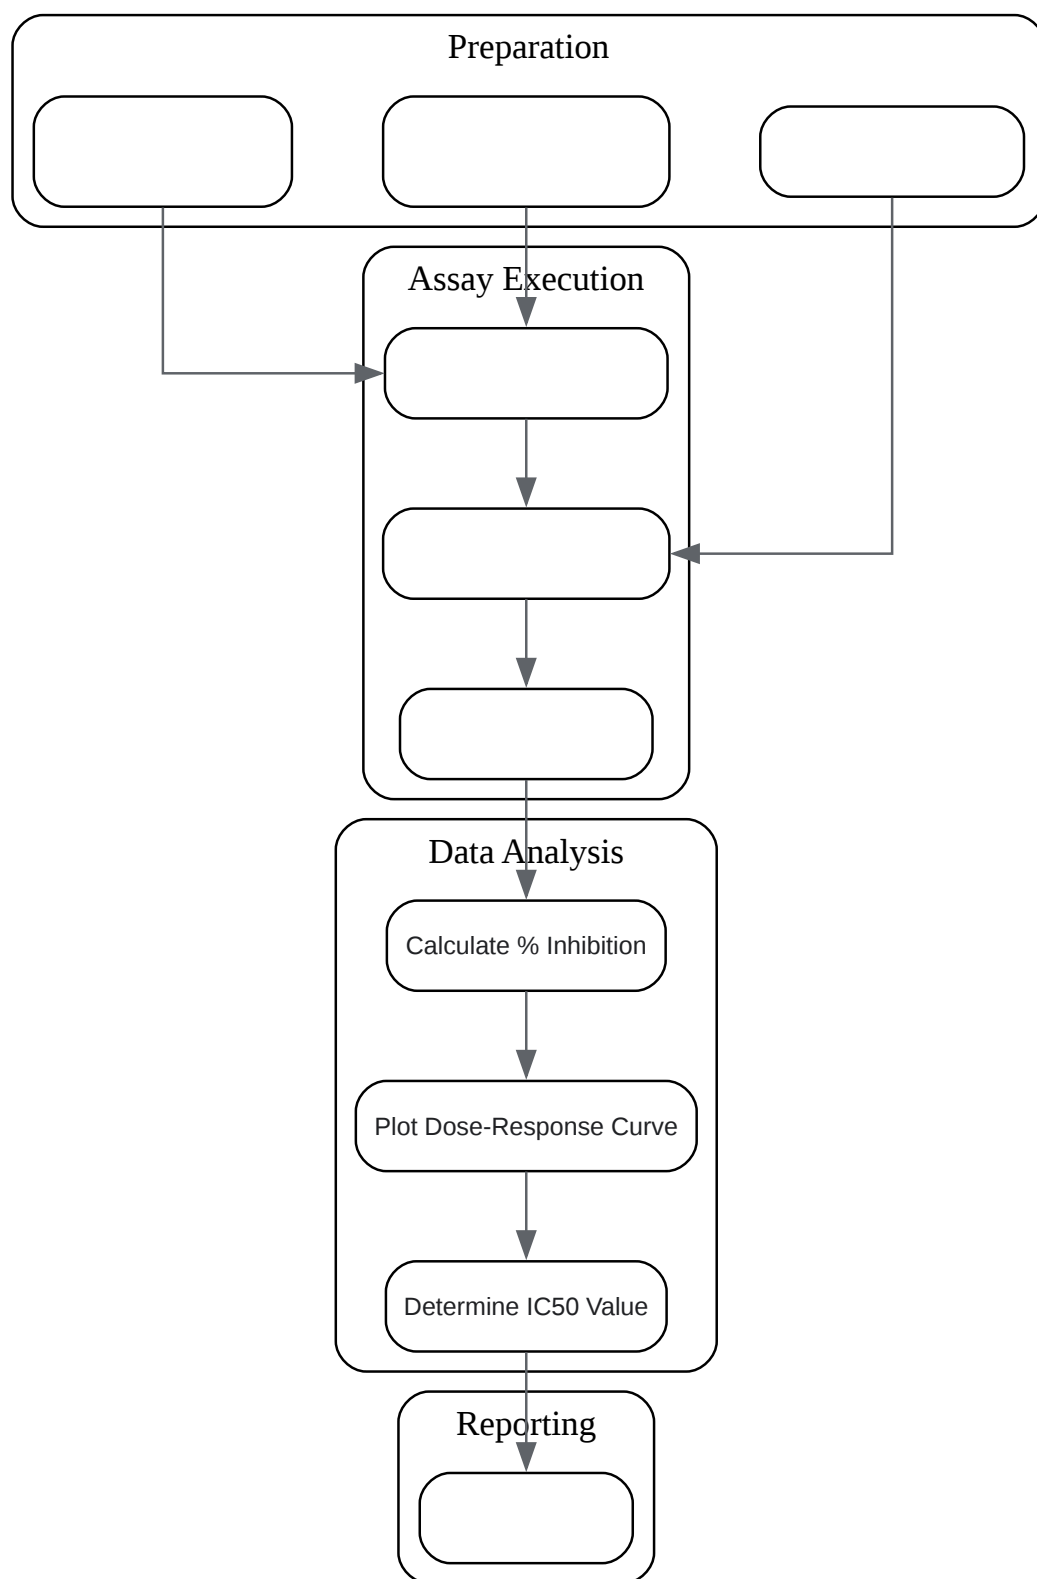 Preparation
Assay Execution
Data Analysis
Calculate % Inhibition
Plot Dose-Response Curve
Determine IC50 Value
Reporting